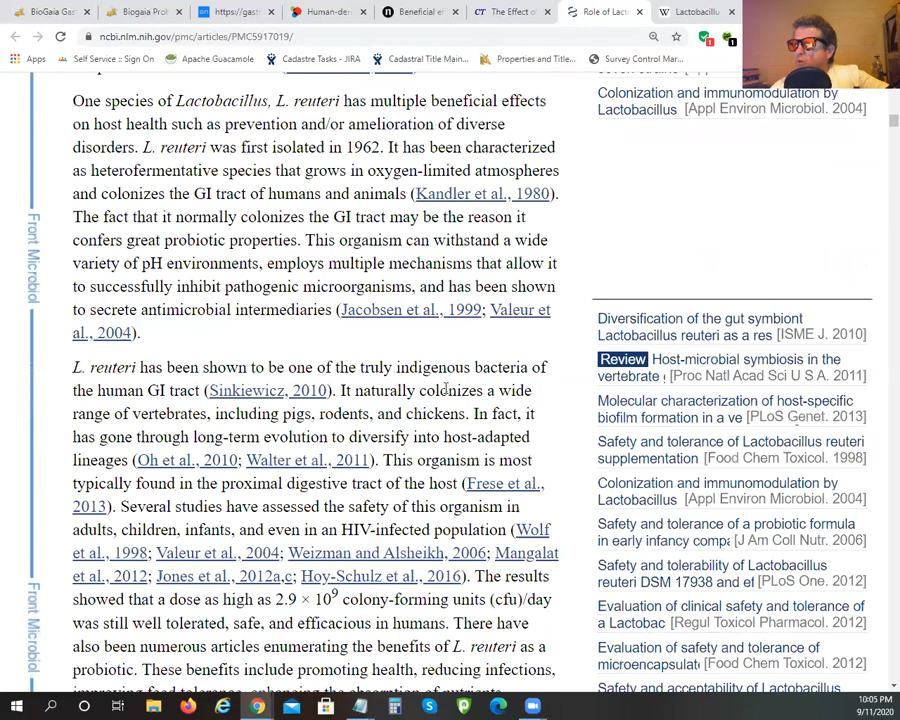 BioGaia Gas
Biogaia Prot
https://gastr
Human-der
Beneficial ef
The Effect of
Role of Lact
Lactobacillu
ncbi.nlm.nih.gov/pmc/articles/PMC5917019/
Apps
Self Service :: Sign On
Apache Guacamole
Cadastre Tasks - JIRA
Cadastral Title Main...
Properties and Title...
Survey Control Mar...
One species of Lactobacillus, L. reuteri has multiple beneficial effects
on host health such as prevention and/or amelioration of diverse
disorders. L. reuteri was first isolated in 1962. It has been characterized
as heterofermentative species that grows in oxygen-limited atmospheres
and colonizes the GI tract of humans and animals (Kandler et al., 1980).
The fact that it normally colonizes the GI tract may be the reason it
confers great probiotic properties. This organism can withstand a wide
variety of pH environments, employs multiple mechanisms that allow it
to successfully inhibit pathogenic microorganisms, and has been shown
to secrete antimicrobial intermediaries (Jacobsen et al., 1999; Valeur et
al., 2004).
L. reuteri has been shown to be one of the truly indigenous bacteria of
the human GI tract (Sinkiewicz, 2010). It naturally colonizes a wide
range of vertebrates, including pigs, rodents, and chickens. In fact, it
has gone through long-term evolution to diversify into host-adapted
lineages (Oh et al., 2010; Walter et al., 2011). This organism is most
typically found in the proximal digestive tract of the host (Frese et al.,
2013). Several studies have assessed the safety of this organism in
adults, children, infants, and even in an HIV-infected population (Wolf
et al., 1998; Valeur et al., 2004; Weizman and Alsheikh, 2006; Mangalat
et al., 2012; Jones et al., 2012a,c; Hoy-Schulz et al., 2016). The results
showed that a dose as high as 2.9 × 10⁹ colony-forming units (cfu)/day
was still well tolerated, safe, and efficacious in humans. There have
also been numerous articles enumerating the benefits of L. reuteri as a
probiotic. These benefits include promoting health, reducing infections,
improving feed tolerance, enhancing the absorption of nutrients
Front Microbiol
Front Microbiol
Colonization and immunomodulation by
Lactobacillus [Appl Environ Microbiol. 2004]
Diversification of the gut symbiont
Lactobacillus reuteri as a res [ISME J. 2010]
Review Host-microbial symbiosis in the
vertebrate [Proc Natl Acad Sci U S A. 2011]
Molecular characterization of host-specific
biofilm formation in a ve [PLoS Genet. 2013]
Safety and tolerance of Lactobacillus reuteri
supplementation [Food Chem Toxicol. 1998]
Colonization and immunomodulation by
Lactobacillus [Appl Environ Microbiol. 2004]
Safety and tolerance of a probiotic formula
in early infancy compa [J Am Coll Nutr. 2006]
Safety and tolerability of Lactobacillus
reuteri DSM 17938 and ef [PLoS One. 2012]
Evaluation of clinical safety and tolerance of
a Lactobac [Regul Toxicol Pharmacol. 2012]
Evaluation of safety and tolerance of
microencapsulat [Food Chem Toxicol. 2012]
Safety and acceptability of Lactobacillus
10:05 PM
9/11/2020